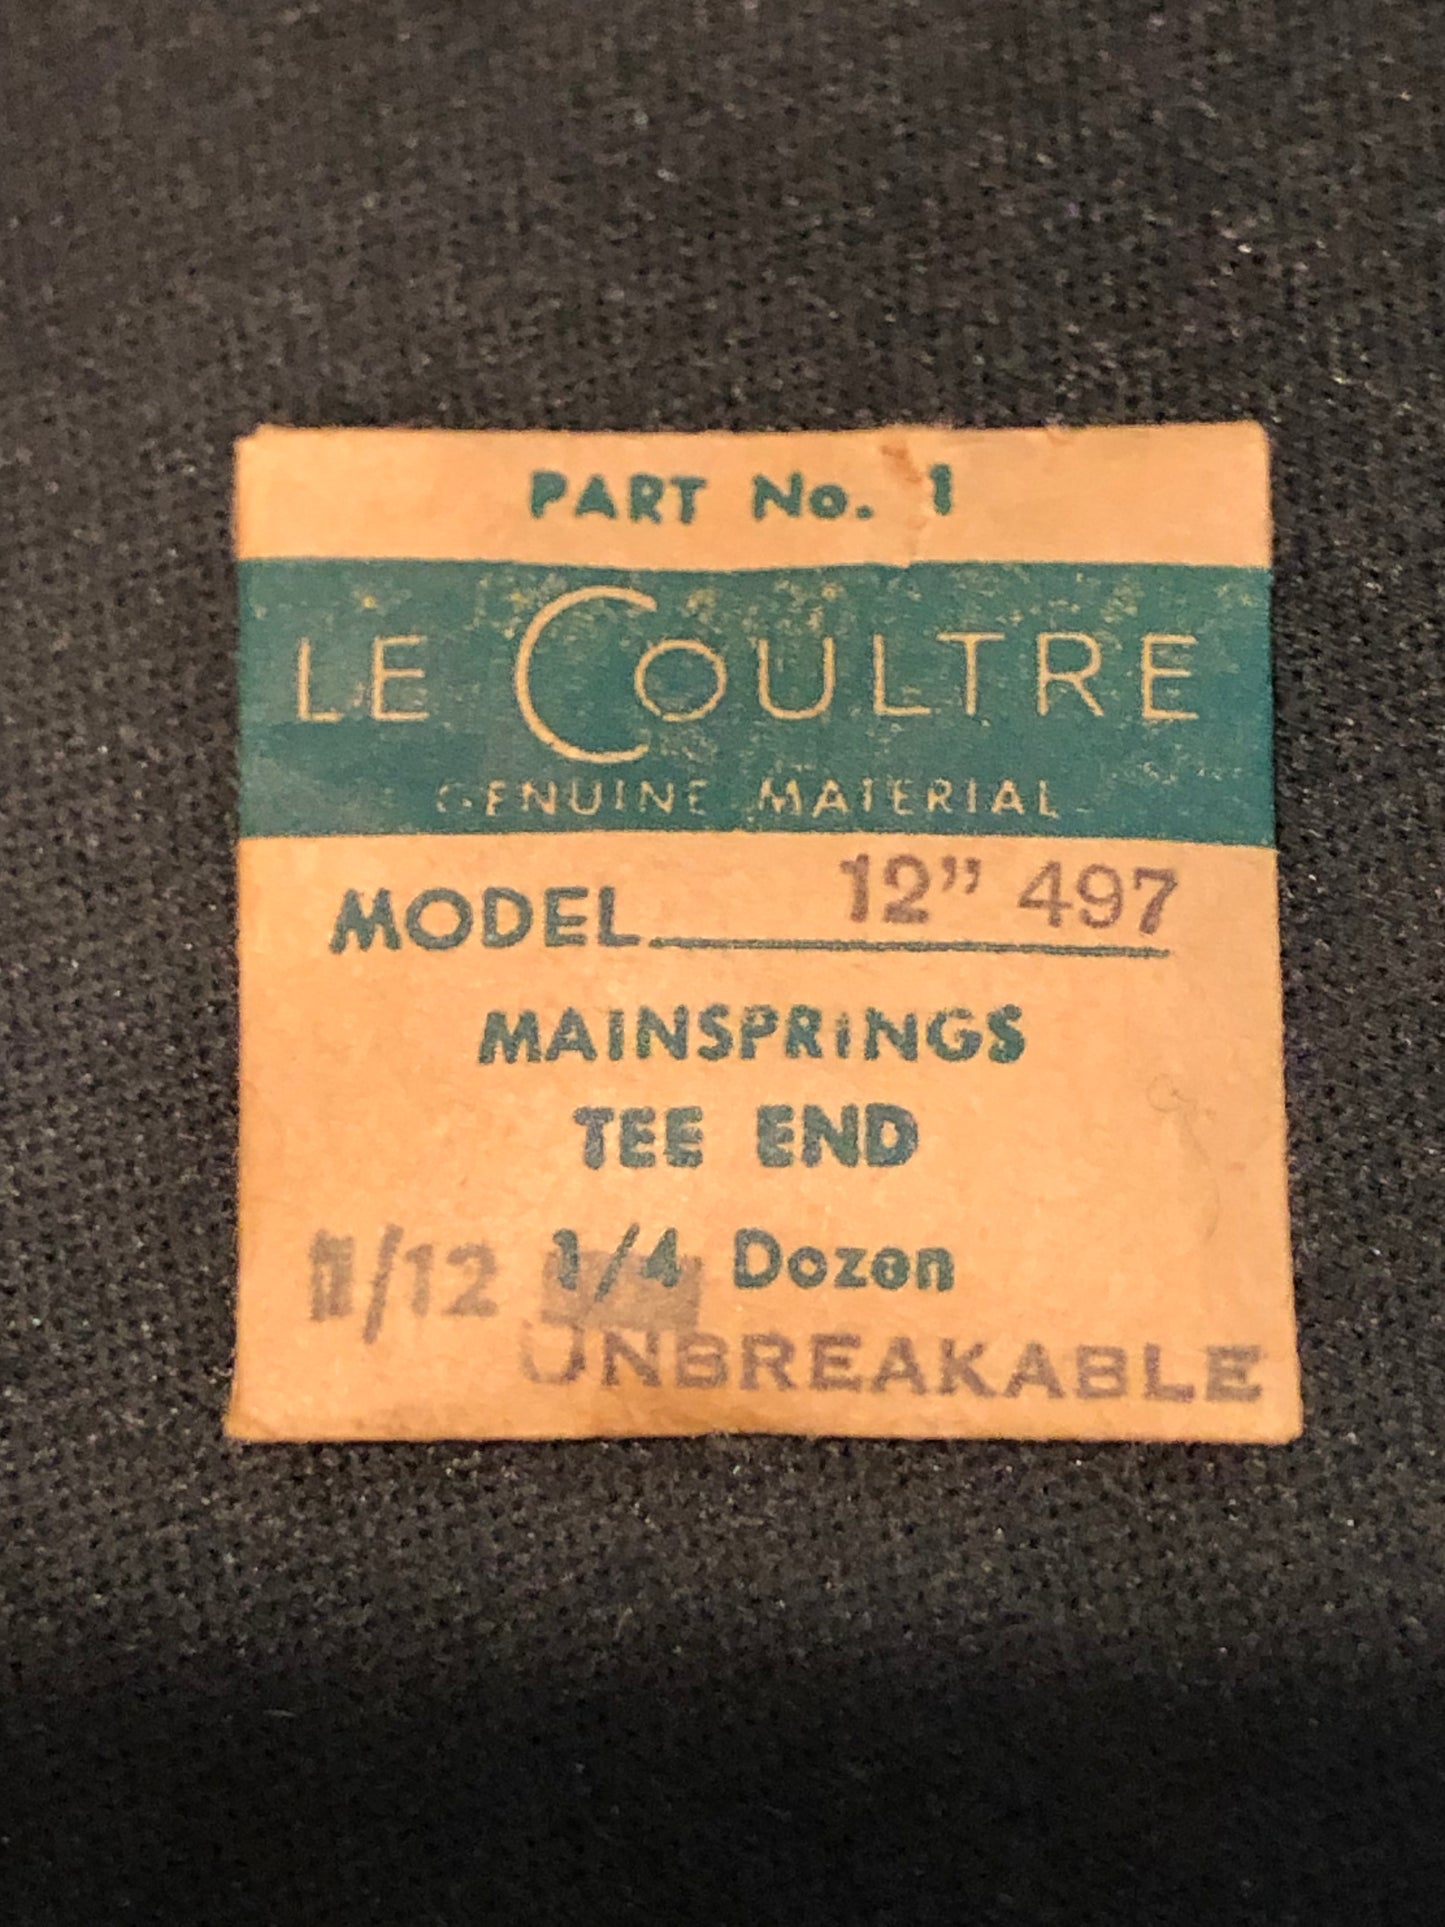 PART No. 1
LE COULTRE
GENUINE MATERIAL
MODEL 12" 497
MAINSPRINGS
TEE END
1/12 1/4 Dozen
UNBREAKABLE